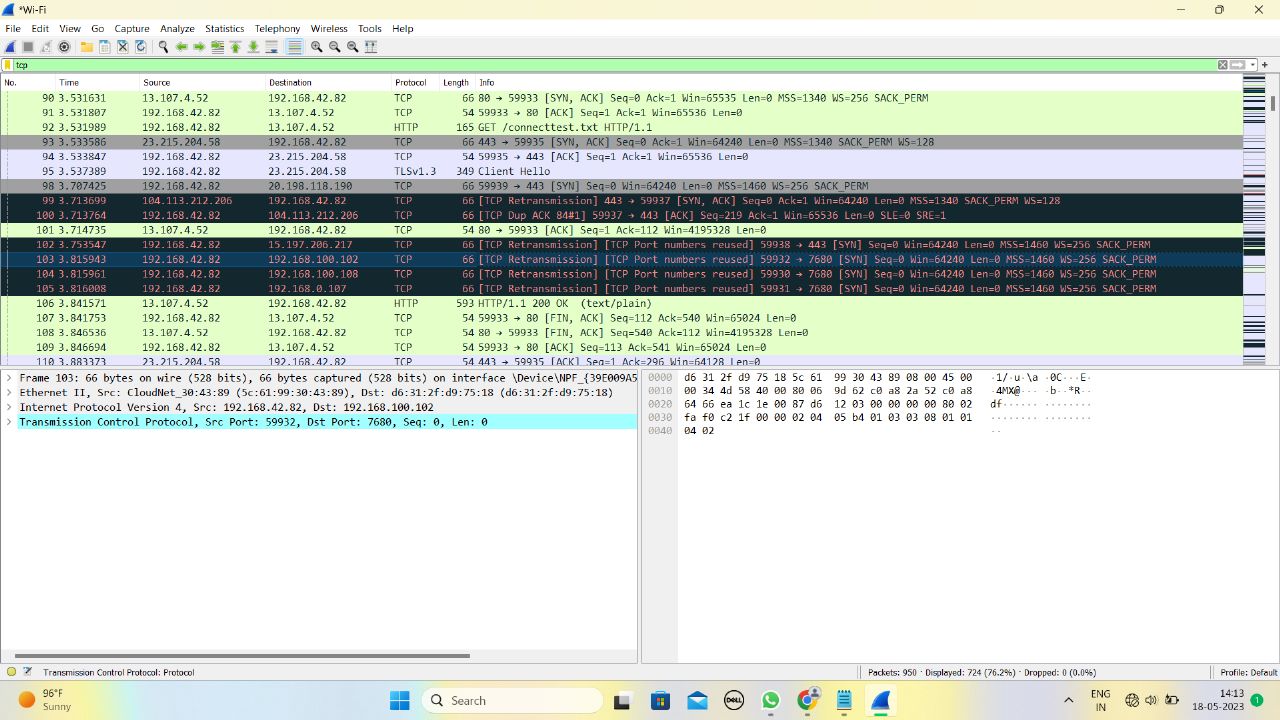 *Wi-Fi
File Edit View Go Capture Analyze Statistics Telephony Wireless Tools Help
tcp
No. Time Source Destination Protocol Length Info
90 3.531631 13.107.4.52 192.168.42.82 TCP 66 80 → 59933 [SYN, ACK] Seq=0 Ack=1 Win=65535 Len=0 MSS=1340 WS=256 SACK_PERM
91 3.531807 192.168.42.82 13.107.4.52 TCP 54 59933 → 80 [ACK] Seq=1 Ack=1 Win=65536 Len=0
92 3.531989 192.168.42.82 13.107.4.52 HTTP 165 GET /connecttest.txt HTTP/1.1
93 3.533586 23.215.204.58 192.168.42.82 TCP 66 443 → 59935 [SYN, ACK] Seq=0 Ack=1 Win=64240 Len=0 MSS=1340 SACK_PERM WS=128
94 3.533847 192.168.42.82 23.215.204.58 TCP 54 59935 → 443 [ACK] Seq=1 Ack=1 Win=65536 Len=0
95 3.537389 192.168.42.82 23.215.204.58 TLSv1.3 349 Client Hello
98 3.707425 192.168.42.82 20.198.118.190 TCP 66 59939 → 443 [SYN] Seq=0 Win=64240 Len=0 MSS=1460 WS=256 SACK_PERM
99 3.713699 104.113.212.206 192.168.42.82 TCP 66 [TCP Retransmission] 443 → 59937 [SYN, ACK] Seq=0 Ack=1 Win=64240 Len=0 MSS=1340 SACK_PERM WS=128
100 3.713764 192.168.42.82 104.113.212.206 TCP 66 [TCP Dup ACK 84#1] 59937 → 443 [ACK] Seq=219 Ack=1 Win=65536 Len=0 SLE=0 SRE=1
101 3.714735 13.107.4.52 192.168.42.82 TCP 54 80 → 59933 [ACK] Seq=1 Ack=112 Win=4195328 Len=0
102 3.753547 192.168.42.82 15.197.206.217 TCP 66 [TCP Retransmission] [TCP Port numbers reused] 59938 → 443 [SYN] Seq=0 Win=64240 Len=0 MSS=1460 WS=256 SACK_PERM
103 3.815943 192.168.42.82 192.168.100.102 TCP 66 [TCP Retransmission] [TCP Port numbers reused] 59932 → 7680 [SYN] Seq=0 Win=64240 Len=0 MSS=1460 WS=256 SACK_PERM
104 3.815961 192.168.42.82 192.168.100.108 TCP 66 [TCP Retransmission] [TCP Port numbers reused] 59930 → 7680 [SYN] Seq=0 Win=64240 Len=0 MSS=1460 WS=256 SACK_PERM
105 3.816008 192.168.42.82 192.168.0.107 TCP 66 [TCP Retransmission] [TCP Port numbers reused] 59931 → 7680 [SYN] Seq=0 Win=64240 Len=0 MSS=1460 WS=256 SACK_PERM
106 3.841571 13.107.4.52 192.168.42.82 HTTP 593 HTTP/1.1 200 OK (text/plain)
107 3.841753 192.168.42.82 13.107.4.52 TCP 54 59933 → 80 [FIN, ACK] Seq=112 Ack=540 Win=65024 Len=0
108 3.846536 13.107.4.52 192.168.42.82 TCP 54 80 → 59933 [FIN, ACK] Seq=540 Ack=112 Win=4195328 Len=0
109 3.846694 192.168.42.82 13.107.4.52 TCP 54 59933 → 80 [ACK] Seq=113 Ack=541 Win=65024 Len=0
110 3.883373 23.215.204.58 192.168.42.82 TCP 54 443 → 59935 [ACK] Seq=1 Ack=296 Win=64128 Len=0
Frame 103: 66 bytes on wire (528 bits), 66 bytes captured (528 bits) on interface \Device\NPF_{39E009A5
Ethernet II, Src: CloudNet_30:43:89 (5c:61:99:30:43:89), Dst: d6:31:2f:d9:75:18 (d6:31:2f:d9:75:18)
Internet Protocol Version 4, Src: 192.168.42.82, Dst: 192.168.100.102
Transmission Control Protocol, Src Port: 59932, Dst Port: 7680, Seq: 0, Len: 0
0000 d6 31 2f d9 75 18 5c 61 99 30 43 89 08 00 45 00 ·1/·u·\a ·0C···E·
0010 00 34 4d 58 40 00 80 06 9d 62 c0 a8 2a 52 c0 a8 ·4MX@··· ·b··*R··
0020 64 66 ea 1c 1e 00 87 d6 12 03 00 00 00 00 80 02 df······ ········
0030 fa f0 c2 1f 00 00 02 04 05 b4 01 03 03 08 01 01 ········ ········
0040 04 02 ··
Transmission Control Protocol: Protocol Packets: 950 · Displayed: 724 (76.2%) · Dropped: 0 (0.0%) Profile: Default
96°F
Sunny
Search
DELL
ENG
IN
14:13
18-05-2023
1